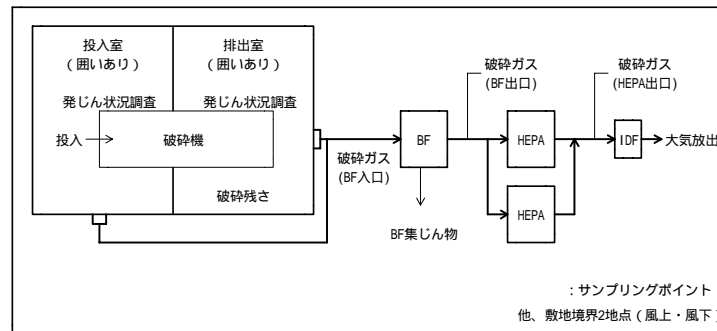 投入室
(囲いあり)
排出室
(囲いあり)
発じん状況調査
発じん状況調査
投入
破砕機
破砕残さ
破砕ガス
(BF入口)
BF
BF集じん物
破砕ガス
(BF出口)
HEPA
HEPA
破砕ガス
(HEPA出口)
IDF
大気放出
:サンプリングポイント
他、敷地境界2地点(風上・風下)